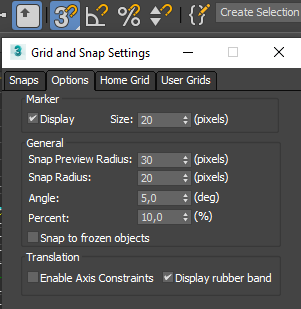 3
%
Create Selection
3 Grid and Snap Settings
Snaps Options Home Grid User Grids
Marker
Display Size: 20 (pixels)
General
Snap Preview Radius: 30 (pixels)
Snap Radius: 20 (pixels)
Angle: 5,0 (deg)
Percent: 10,0 (%)
Snap to frozen objects
Translation
Enable Axis Constraints Display rubber band